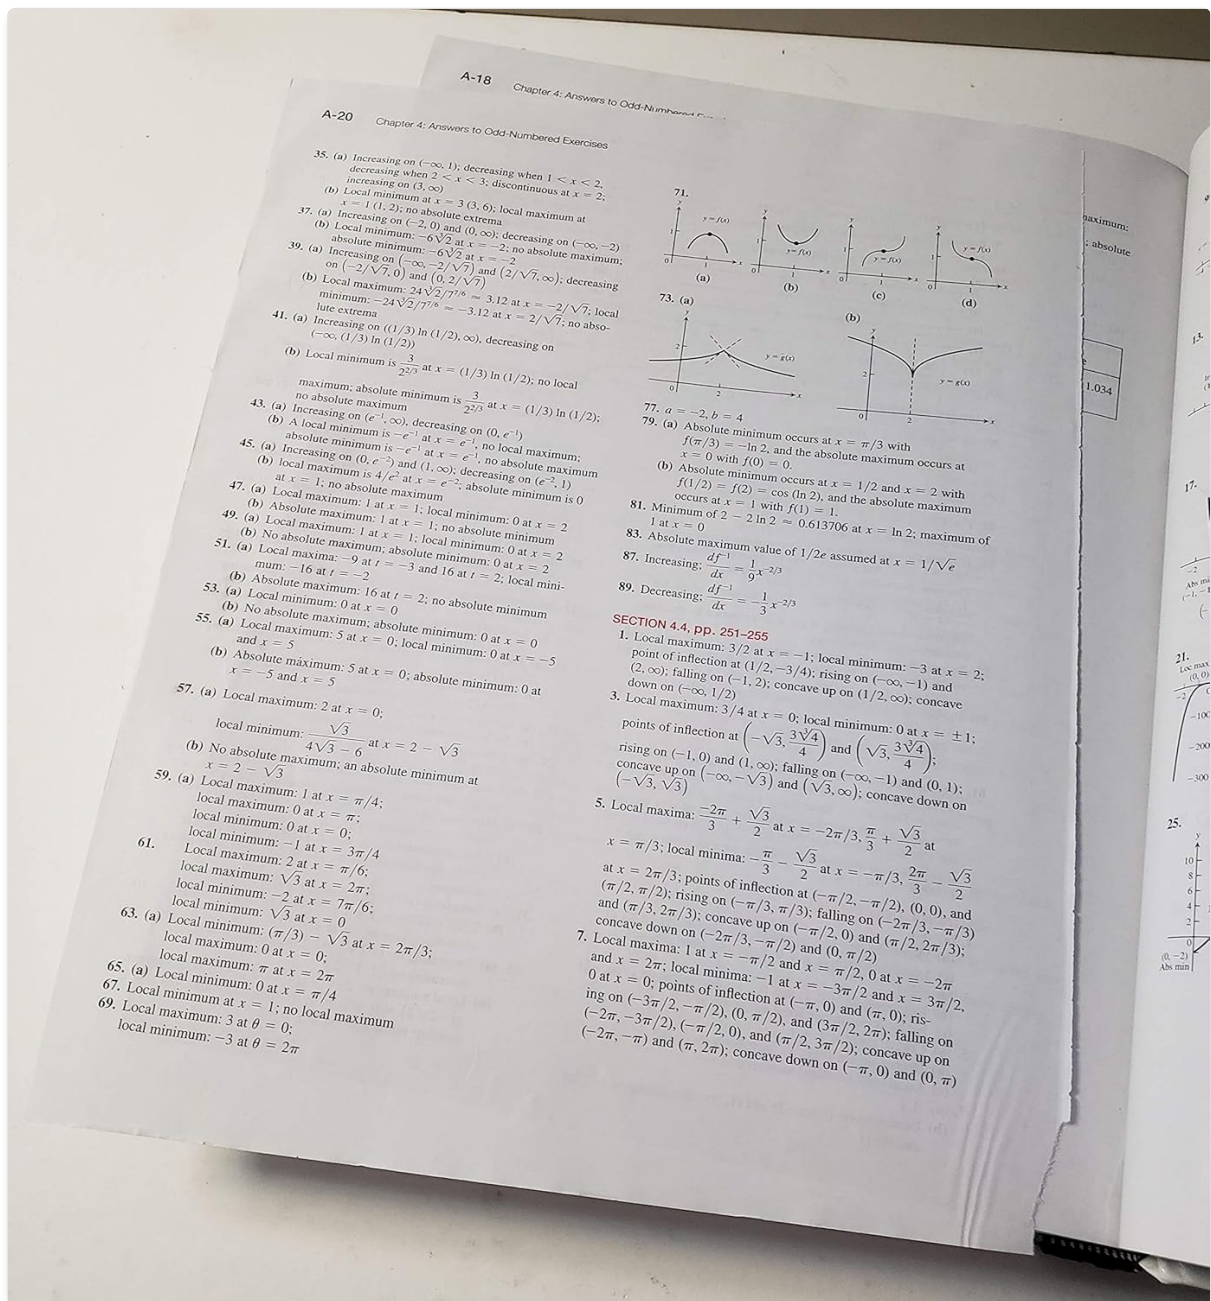 A-18 Chapter 4: Answers to Odd-Numbered
A-20 Chapter 4: Answers to Odd-Numbered Exercises
35. (a) Increasing on (−∞, 1); decreasing when 1 < x < 2,
decreasing when 2 < x < 3; discontinuous at x = 2;
increasing on (3, ∞)
(b) Local minimum at x = 3 (3, 6); local maximum at
x = 1 (1, 2); no absolute extrema
37. (a) Increasing on (−2, 0) and (0, ∞); decreasing on (−∞, −2)
(b) Local minimum: −6∛2 at x = −2; no absolute maximum;
absolute minimum: −6∛2 at x = −2
39. (a) Increasing on (−∞, −2/√7) and (2/√7, ∞); decreasing
on (−2/√7, 0) and (0, 2/√7)
(b) Local maximum: 24∛2/7^(7/6) ≈ 3.12 at x = −2/√7; local
minimum: −24∛2/7^(7/6) ≈ −3.12 at x = 2/√7; no abso-
lute extrema
41. (a) Increasing on ((1/3) ln (1/2), ∞), decreasing on
(−∞, (1/3) ln (1/2))
(b) Local minimum is 3/2^(2/3) at x = (1/3) ln (1/2); no local
maximum; absolute minimum is 3/2^(2/3) at x = (1/3) ln (1/2);
no absolute maximum
43. (a) Increasing on (e⁻¹, ∞), decreasing on (0, e⁻¹)
(b) A local minimum is −e⁻¹ at x = e⁻¹, no local maximum;
absolute minimum is −e⁻¹ at x = e⁻¹, no absolute maximum
45. (a) Increasing on (0, e⁻²) and (1, ∞); decreasing on (e⁻², 1)
(b) local maximum is 4/e² at x = e⁻²; absolute minimum is 0
at x = 1; no absolute maximum
47. (a) Local maximum: 1 at x = 1; local minimum: 0 at x = 2
(b) Absolute maximum: 1 at x = 1; no absolute minimum
49. (a) Local maximum: 1 at x = 1; local minimum: 0 at x = 2
(b) No absolute maximum; absolute minimum: 0 at x = 2
51. (a) Local maxima: −9 at t = −3 and 16 at t = 2; local mini-
mum: −16 at t = −2
(b) Absolute maximum: 16 at t = 2; no absolute minimum
53. (a) Local minimum: 0 at x = 0
(b) No absolute maximum; absolute minimum: 0 at x = 0
55. (a) Local maximum: 5 at x = 0; local minimum: 0 at x = −5
and x = 5
(b) Absolute máximum: 5 at x = 0; absolute minimum: 0 at
x = −5 and x = 5
57. (a) Local maximum: 2 at x = 0;
local minimum: √3/(4√3 − 6) at x = 2 − √3
(b) No absolute maximum; an absolute minimum at
x = 2 − √3
59. (a) Local maximum: 1 at x = π/4;
local maximum: 0 at x = π;
local minimum: 0 at x = 0;
local minimum: −1 at x = 3π/4
61. Local maximum: 2 at x = π/6;
local maximum: √3 at x = 2π;
local minimum: −2 at x = 7π/6;
local minimum: √3 at x = 0
63. (a) Local minimum: (π/3) − √3 at x = 2π/3;
local maximum: 0 at x = 0;
local maximum: π at x = 2π
65. (a) Local minimum: 0 at x = π/4
67. Local minimum at x = 1; no local maximum
69. Local maximum: 3 at θ = 0;
local minimum: −3 at θ = 2π
71.
y y y y
y = f(x) y = f(x) y = f(x) y = f(x)
1 1 1 1
0 1 x 0 1 x 0 1 x 0 1 x
(a) (b) (c) (d)
73. (a) (b)
y y
2 y = g(x) 2 y = g(x)
0 2 x 0 2 x
77. a = −2, b = 4
79. (a) Absolute minimum occurs at x = π/3 with
f(π/3) = −ln 2, and the absolute maximum occurs at
x = 0 with f(0) = 0.
(b) Absolute minimum occurs at x = 1/2 and x = 2 with
f(1/2) = f(2) = cos (ln 2), and the absolute maximum
occurs at x = 1 with f(1) = 1.
81. Minimum of 2 − 2 ln 2 ≈ 0.613706 at x = ln 2; maximum of
1 at x = 0
83. Absolute maximum value of 1/2e assumed at x = 1/√e
87. Increasing; df⁻¹/dx = 1/9 x^(−2/3)
89. Decreasing; df⁻¹/dx = −1/3 x^(−2/3)
SECTION 4.4, pp. 251–255
1. Local maximum: 3/2 at x = −1; local minimum: −3 at x = 2;
point of inflection at (1/2, −3/4); rising on (−∞, −1) and
(2, ∞); falling on (−1, 2); concave up on (1/2, ∞); concave
down on (−∞, 1/2)
3. Local maximum: 3/4 at x = 0; local minimum: 0 at x = ±1;
points of inflection at (−√3, 3∛4/4) and (√3, 3∛4/4);
rising on (−1, 0) and (1, ∞); falling on (−∞, −1) and (0, 1);
concave up on (−∞, −√3) and (√3, ∞); concave down on
(−√3, √3)
5. Local maxima: −2π/3 + √3/2 at x = −2π/3, π/3 + √3/2 at
x = π/3; local minima: −π/3 − √3/2 at x = −π/3, 2π/3 − √3/2
at x = 2π/3; points of inflection at (−π/2, −π/2), (0, 0), and
(π/2, π/2); rising on (−π/3, π/3); falling on (−2π/3, −π/3)
and (π/3, 2π/3); concave up on (−π/2, 0) and (π/2, 2π/3);
concave down on (−2π/3, −π/2) and (0, π/2)
7. Local maxima: 1 at x = −π/2 and x = π/2, 0 at x = −2π
and x = 2π; local minima: −1 at x = −3π/2 and x = 3π/2,
0 at x = 0; points of inflection at (−π, 0) and (π, 0); ris-
ing on (−3π/2, −π/2), (0, π/2), and (3π/2, 2π); falling on
(−2π, −3π/2), (−π/2, 0), and (π/2, 3π/2); concave up on
(−2π, −π) and (π, 2π); concave down on (−π, 0) and (0, π)
; absolute
1.034
13.
17.
−2
Abs
21.
Loc max
(0, 0)
−2
−100
−200
−300
25.
y
10
8
6
4
2
0
(0, −2)
Abs min